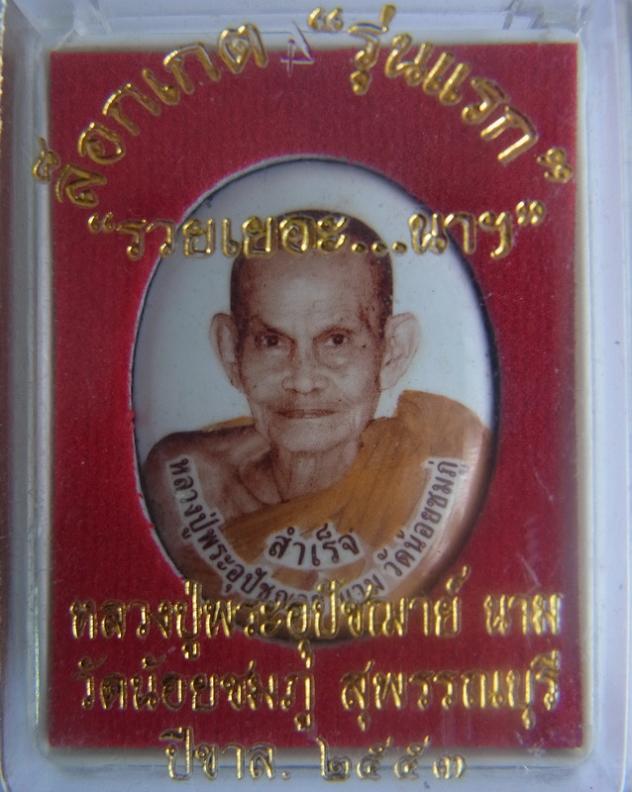 ล็อกเกต "รุ่นแรก"
4
"รวยเยอะ...นาฯ"
หลวงปู่พระอุปัชฌาย์ นาม วัดน้อยชมภู่
สำเร็จ
หลวงปู่พระอุปัชฌาย์ นาม
วัดน้อยชมภู่ สุพรรณบุรี
ปีขาล. ๒๕๕๓